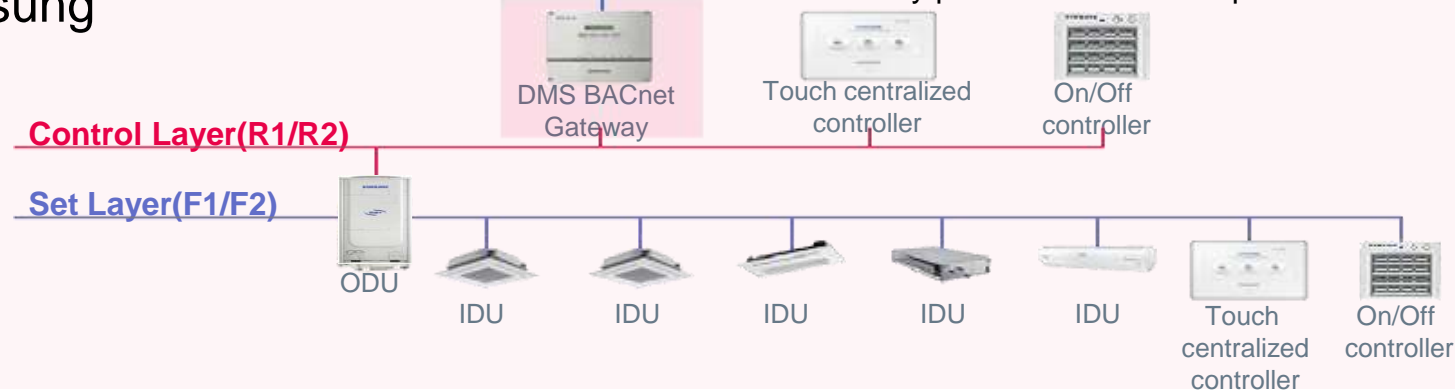 DMS BACnet
Gateway
Touch centralized
controller
On/Off
controller
Control Layer(R1/R2)
Set Layer(F1/F2)
ODU
IDU
IDU
IDU
IDU
IDU
Touch
centralized
controller
On/Off
controller